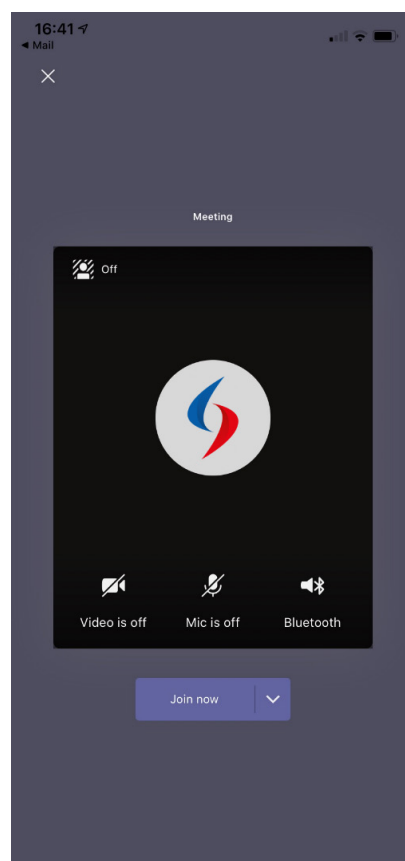 16:41
◄ Mail
Meeting
Off
Video is off
Mic is off
Bluetooth
Join now